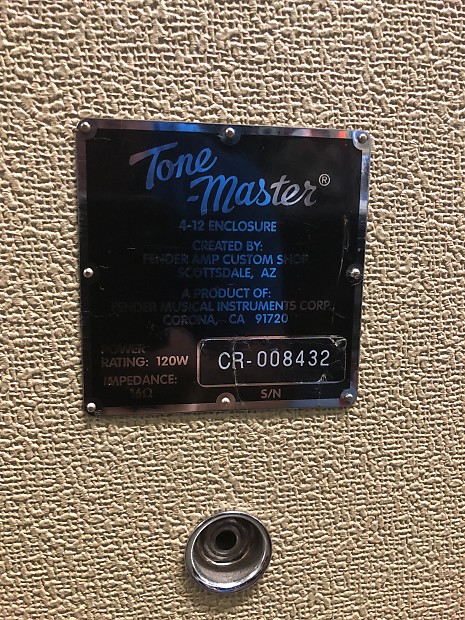 Tone
-Master®
4-12 ENCLOSURE
CREATED BY:
FENDER AMP CUSTOM SHOP
SCOTTSDALE, AZ
A PRODUCT OF:
FENDER MUSICAL INSTRUMENTS CORP.
CORONA, CA 91720
POWER
RATING: 120W
CR-008432
IMPEDANCE:
16Ω
S/N